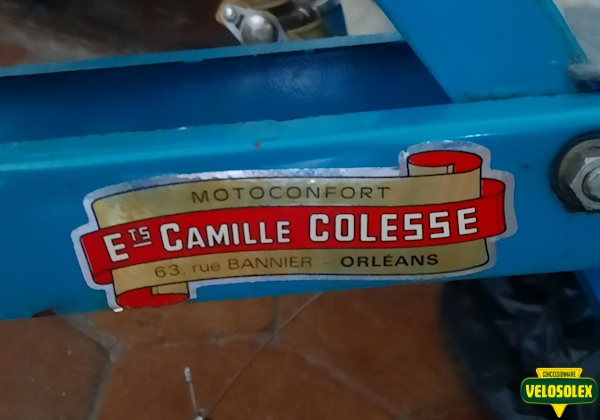 MOTOCONFORT
ETS CAMILLE COLESSE
63, rue BANNIER - ORLÉANS
CONCESSIONNAIRE
VELOSOLEX